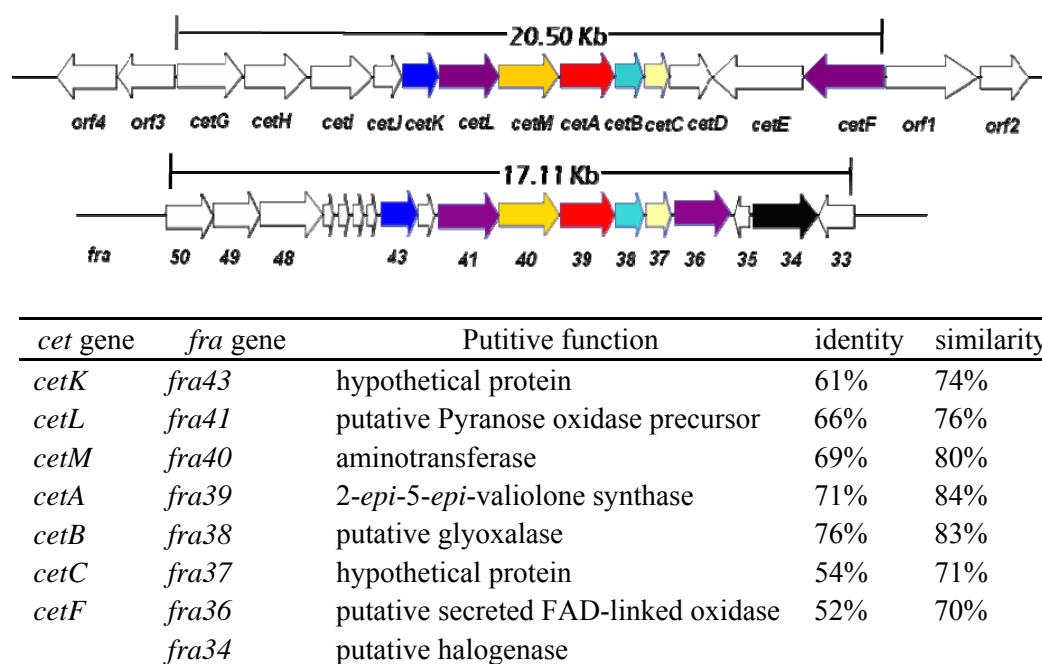 20.50 Kb
orf4 orf3 cetG cetH cetI cetJ cetK cetL cetM cetA cetB cetC cetD cetE cetF orf1 orf2
17.11 Kb
fra 50 49 48 43 41 40 39 38 37 36 35 34 33
cet gene fra gene Putitive function identity similarity
cetK fra43 hypothetical protein 61% 74%
cetL fra41 putative Pyranose oxidase precursor 66% 76%
cetM fra40 aminotransferase 69% 80%
cetA fra39 2-epi-5-epi-valiolone synthase 71% 84%
cetB fra38 putative glyoxalase 76% 83%
cetC fra37 hypothetical protein 54% 71%
cetF fra36 putative secreted FAD-linked oxidase 52% 70%
fra34 putative halogenase